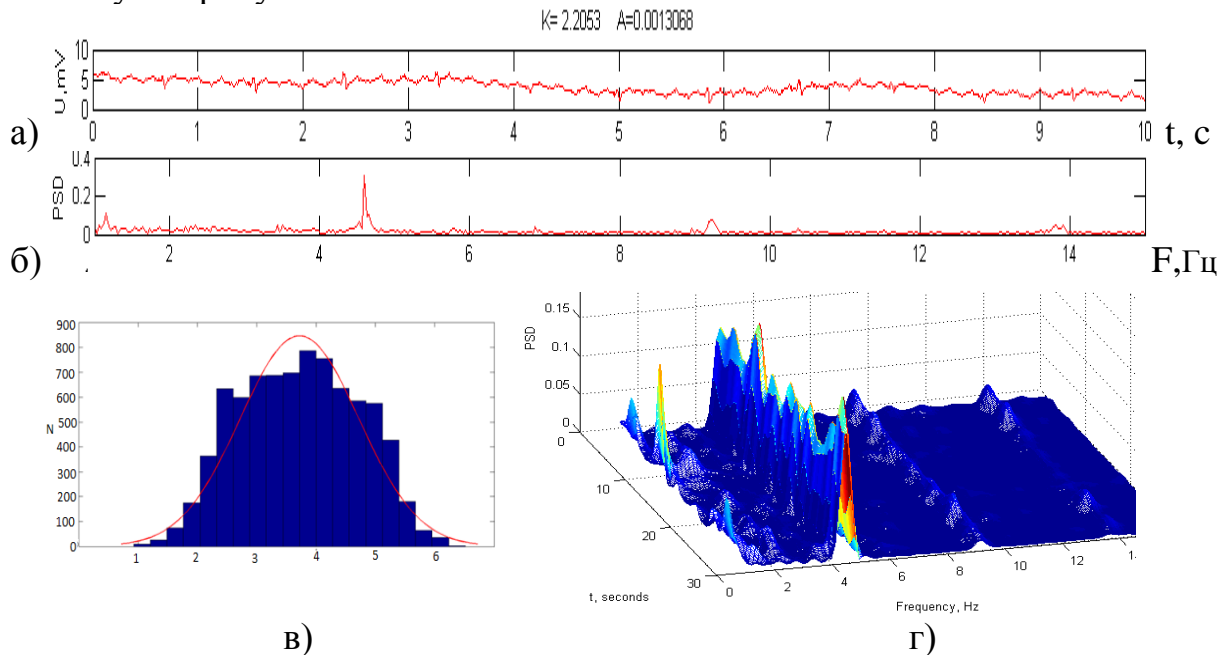 K= 2.2053 A=0.0013068
U,mV
10
5
0
0 1 2 3 4 5 6 7 8 9 10
а)
t, с
PSD
0.4
0.2
0
2 4 6 8 10 12 14
б)
F,Гц
900
800
700
600
500
400
300
200
100
0
N
1 2 3 4 5 6
в)
PSD
0.15
0.1
0.05
0
0
10
20
30
t, seconds
0 2 4 6 8 10 12
Frequency, Hz
г)